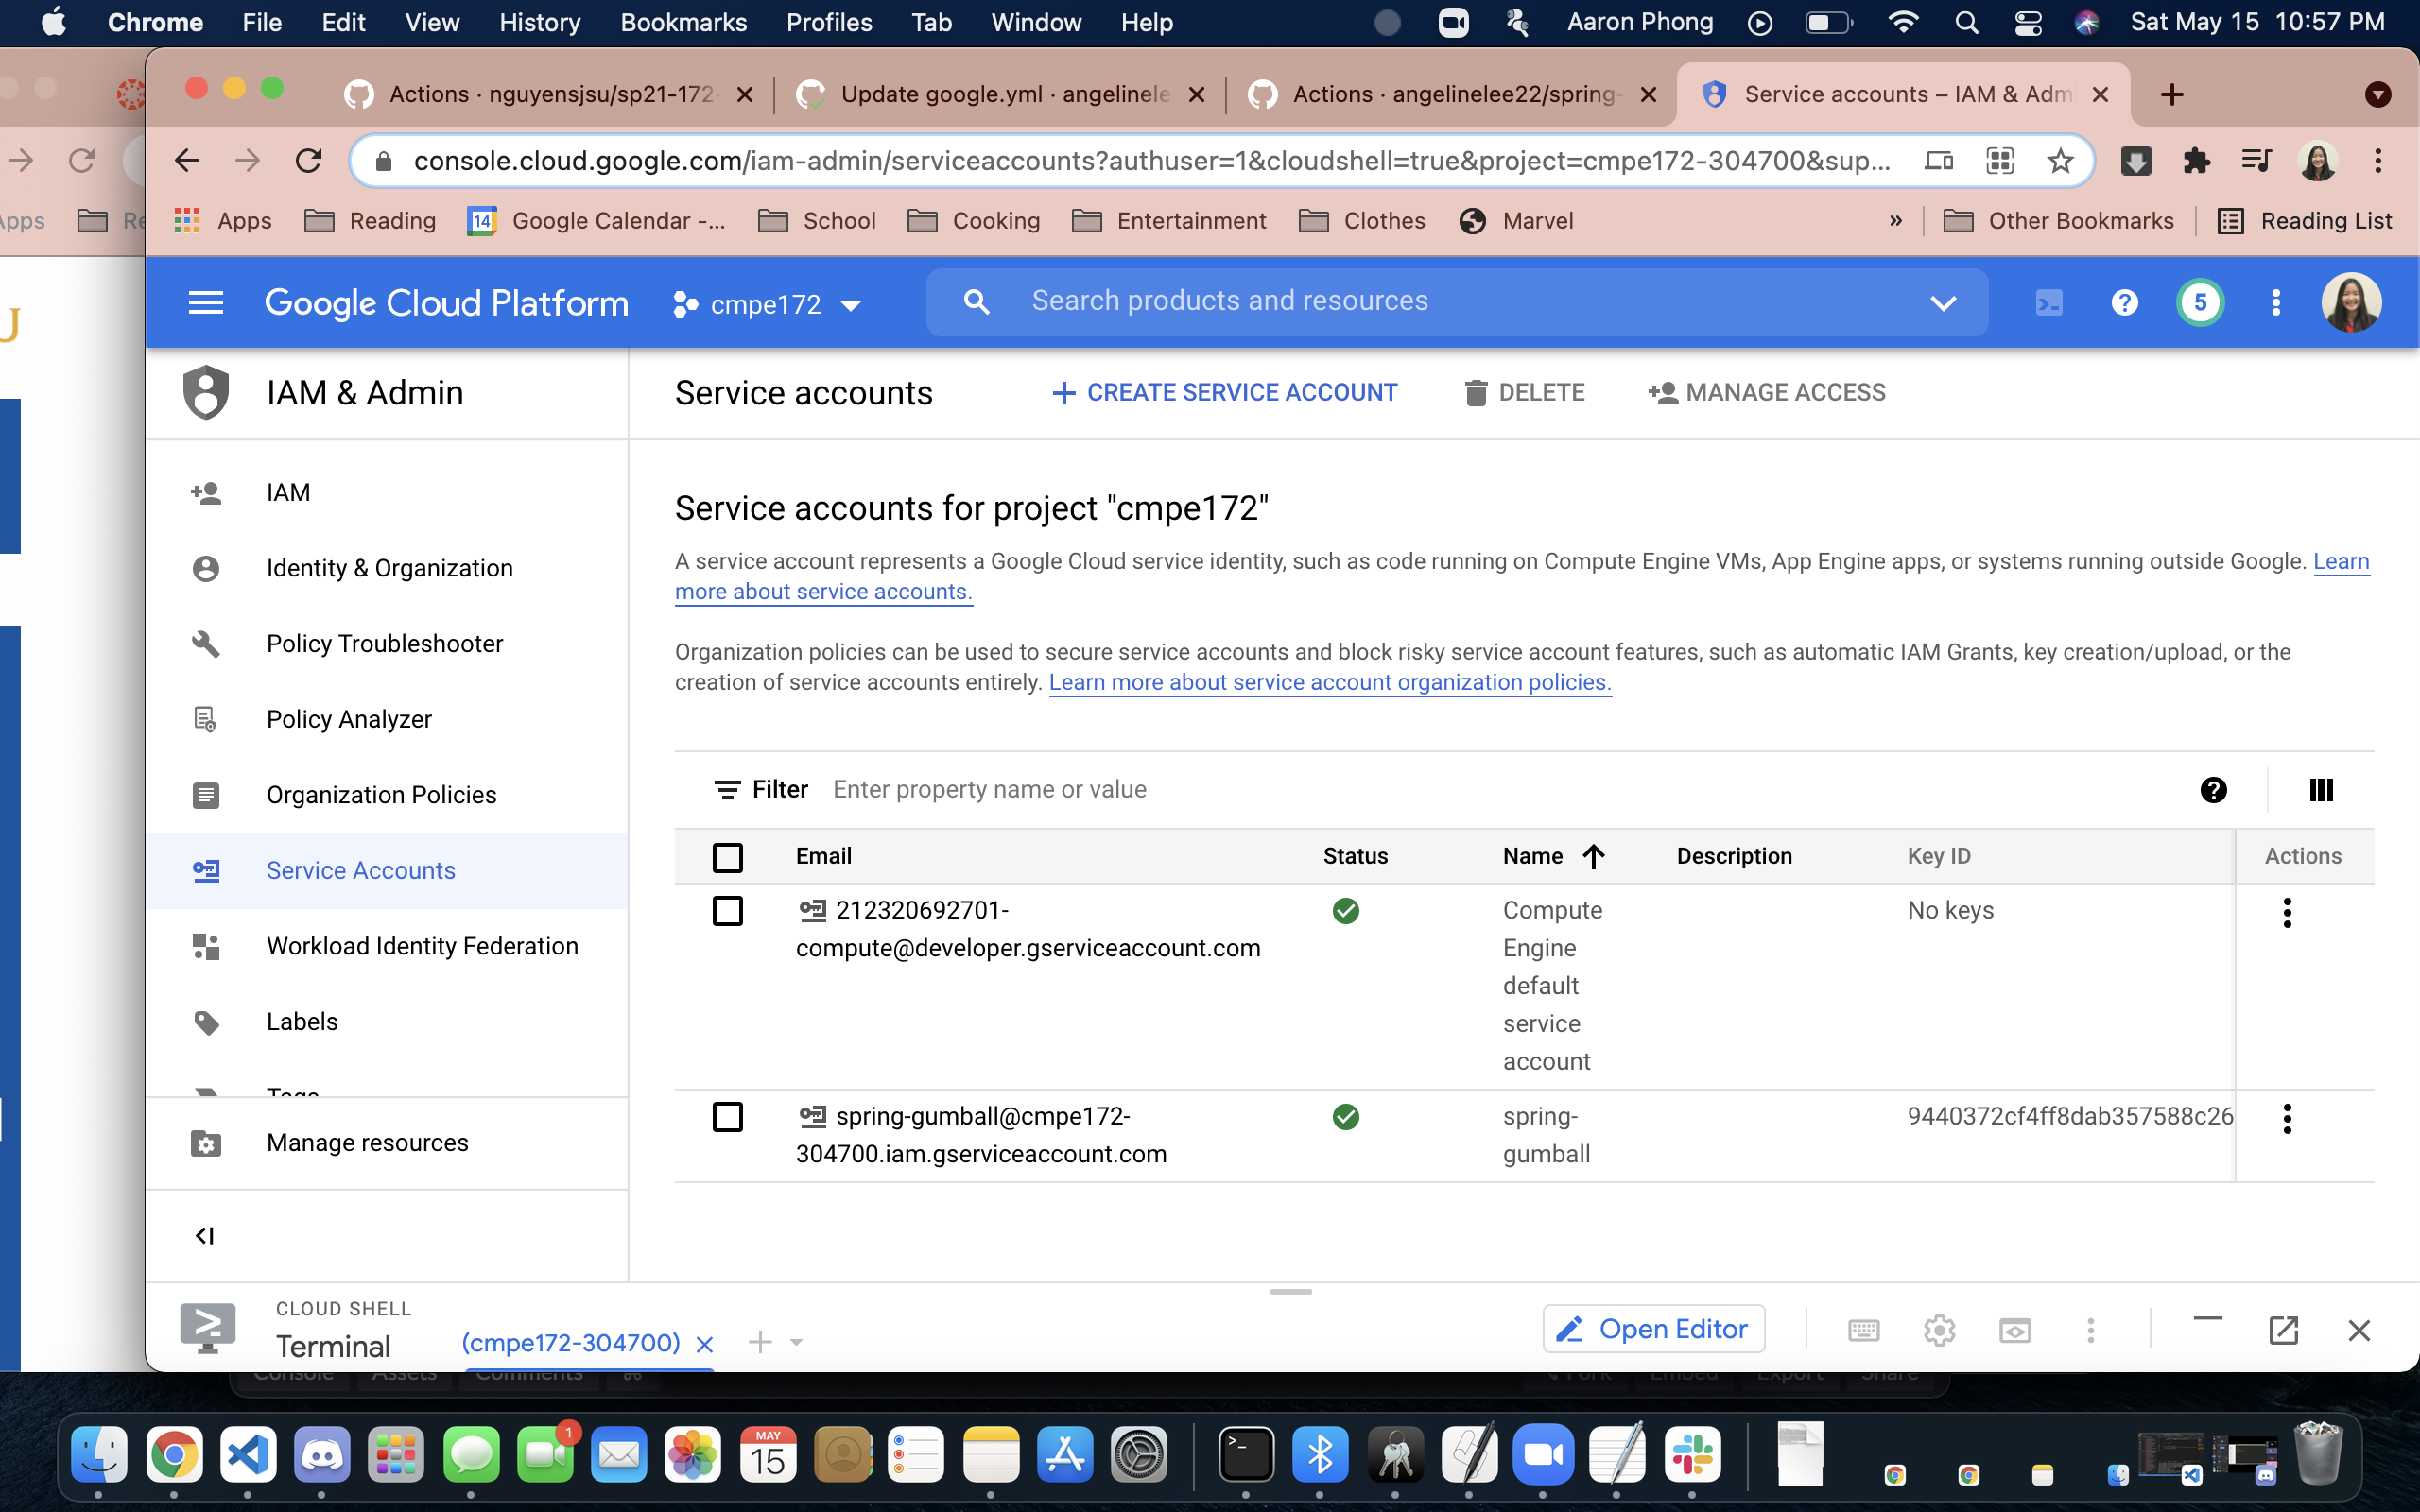 Chrome File Edit View History Bookmarks Profiles Tab Window Help Aaron Phong Sat May 15 10:57 PM
Actions · nguyensjsu/sp21-172- Update google.yml · angelinele Actions · angelinelee22/spring- Service accounts – IAM & Adm
console.cloud.google.com/iam-admin/serviceaccounts?authuser=1&cloudshell=true&project=cmpe172-304700&sup...
Apps Reading 14 Google Calendar -... School Cooking Entertainment Clothes Marvel » Other Bookmarks Reading List
Google Cloud Platform cmpe172 Search products and resources 5
IAM & Admin
Service accounts CREATE SERVICE ACCOUNT DELETE MANAGE ACCESS
IAM
Identity & Organization
Policy Troubleshooter
Policy Analyzer
Organization Policies
Service Accounts
Workload Identity Federation
Labels
Tags
Manage resources
Service accounts for project "cmpe172"
A service account represents a Google Cloud service identity, such as code running on Compute Engine VMs, App Engine apps, or systems running outside Google. Learn
more about service accounts.
Organization policies can be used to secure service accounts and block risky service account features, such as automatic IAM Grants, key creation/upload, or the
creation of service accounts entirely. Learn more about service account organization policies.
Filter Enter property name or value
Email Status Name Description Key ID Actions
212320692701- Compute No keys
compute@developer.gserviceaccount.com Engine
default
service
account
spring-gumball@cmpe172- spring- 9440372cf4ff8dab357588c26
304700.iam.gserviceaccount.com gumball
CLOUD SHELL
Terminal (cmpe172-304700) Open Editor
Console Assets Comments Fork Embed Export Share
1
MAY
15